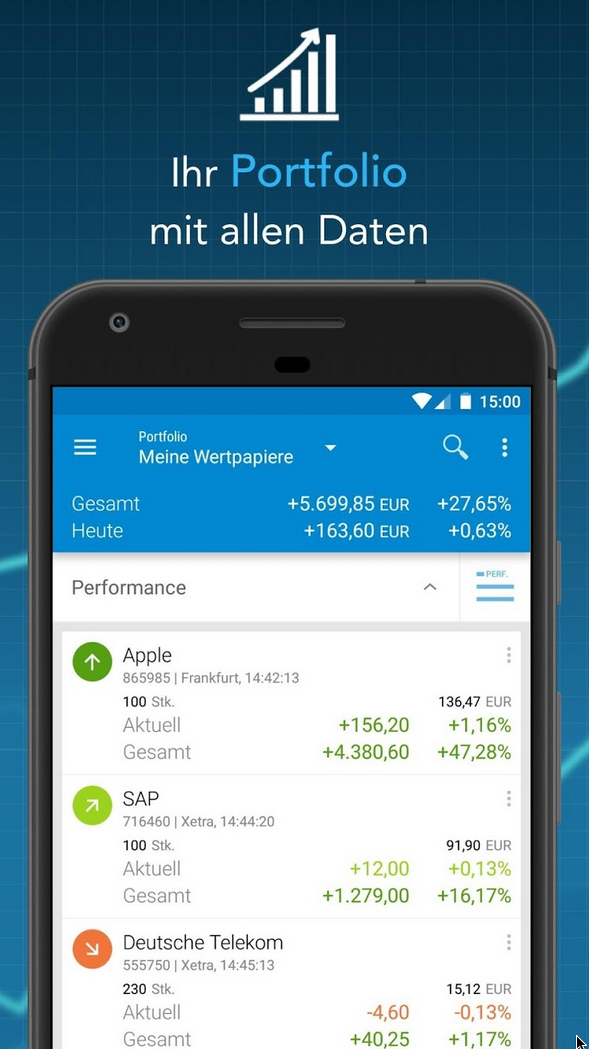 Ihr Portfolio
mit allen Daten
15:00
Portfolio
Meine Wertpapiere
Gesamt +5.699,85 EUR +27,65%
Heute +163,60 EUR +0,63%
Performance PERF.
Apple
865985 | Frankfurt, 14:42:13
100 Stk. 136,47 EUR
Aktuell +156,20 +1,16%
Gesamt +4.380,60 +47,28%
SAP
716460 | Xetra, 14:44:20
100 Stk. 91,90 EUR
Aktuell +12,00 +0,13%
Gesamt +1.279,00 +16,17%
Deutsche Telekom
555750 | Xetra, 14:45:13
230 Stk. 15,12 EUR
Aktuell -4,60 -0,13%
Gesamt +40,25 +1,17%